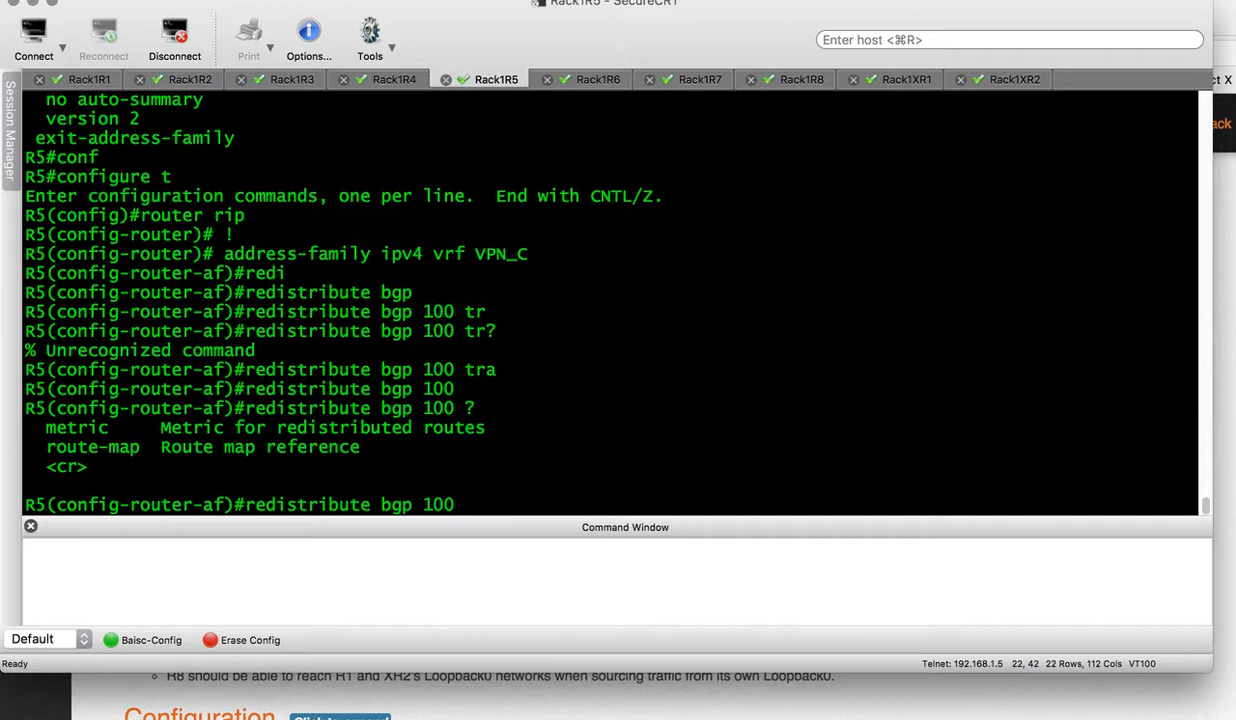 Rack1R5 - SecureCRT
Connect
Reconnect
Disconnect
Print
Options...
Tools
Enter host <⌘R>
Session Manager
Rack1R1
Rack1R2
Rack1R3
Rack1R4
Rack1R5
Rack1R6
Rack1R7
Rack1R8
Rack1XR1
Rack1XR2
ct X
ack
no auto-summary
version 2
exit-address-family
R5#conf
R5#configure t
Enter configuration commands, one per line.  End with CNTL/Z.
R5(config)#router rip
R5(config-router)# !
R5(config-router)# address-family ipv4 vrf VPN_C
R5(config-router-af)#redi
R5(config-router-af)#redistribute bgp
R5(config-router-af)#redistribute bgp 100 tr
R5(config-router-af)#redistribute bgp 100 tr?
% Unrecognized command
R5(config-router-af)#redistribute bgp 100 tra
R5(config-router-af)#redistribute bgp 100
R5(config-router-af)#redistribute bgp 100 ?
metric     Metric for redistributed routes
route-map  Route map reference
<cr>
R5(config-router-af)#redistribute bgp 100
Command Window
Default
Baisc-Config
Erase Config
Ready
Telnet: 192.168.1.5   22, 42   22 Rows, 112 Cols   VT100
R8 should be able to reach R1 and XR2's Loopback0 networks when sourcing traffic from its own Loopback0.
Configuration